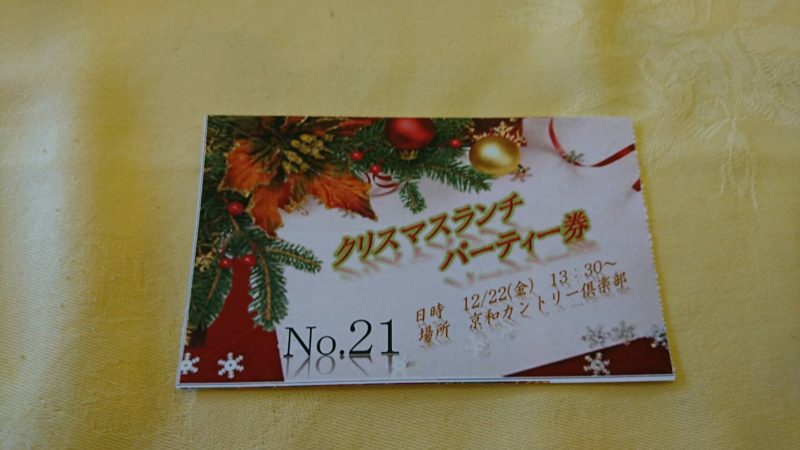 クリスマスランチ
パーティー券
日時 12/22(金) 13:30～
場所 京和カントリー倶楽部
No.21